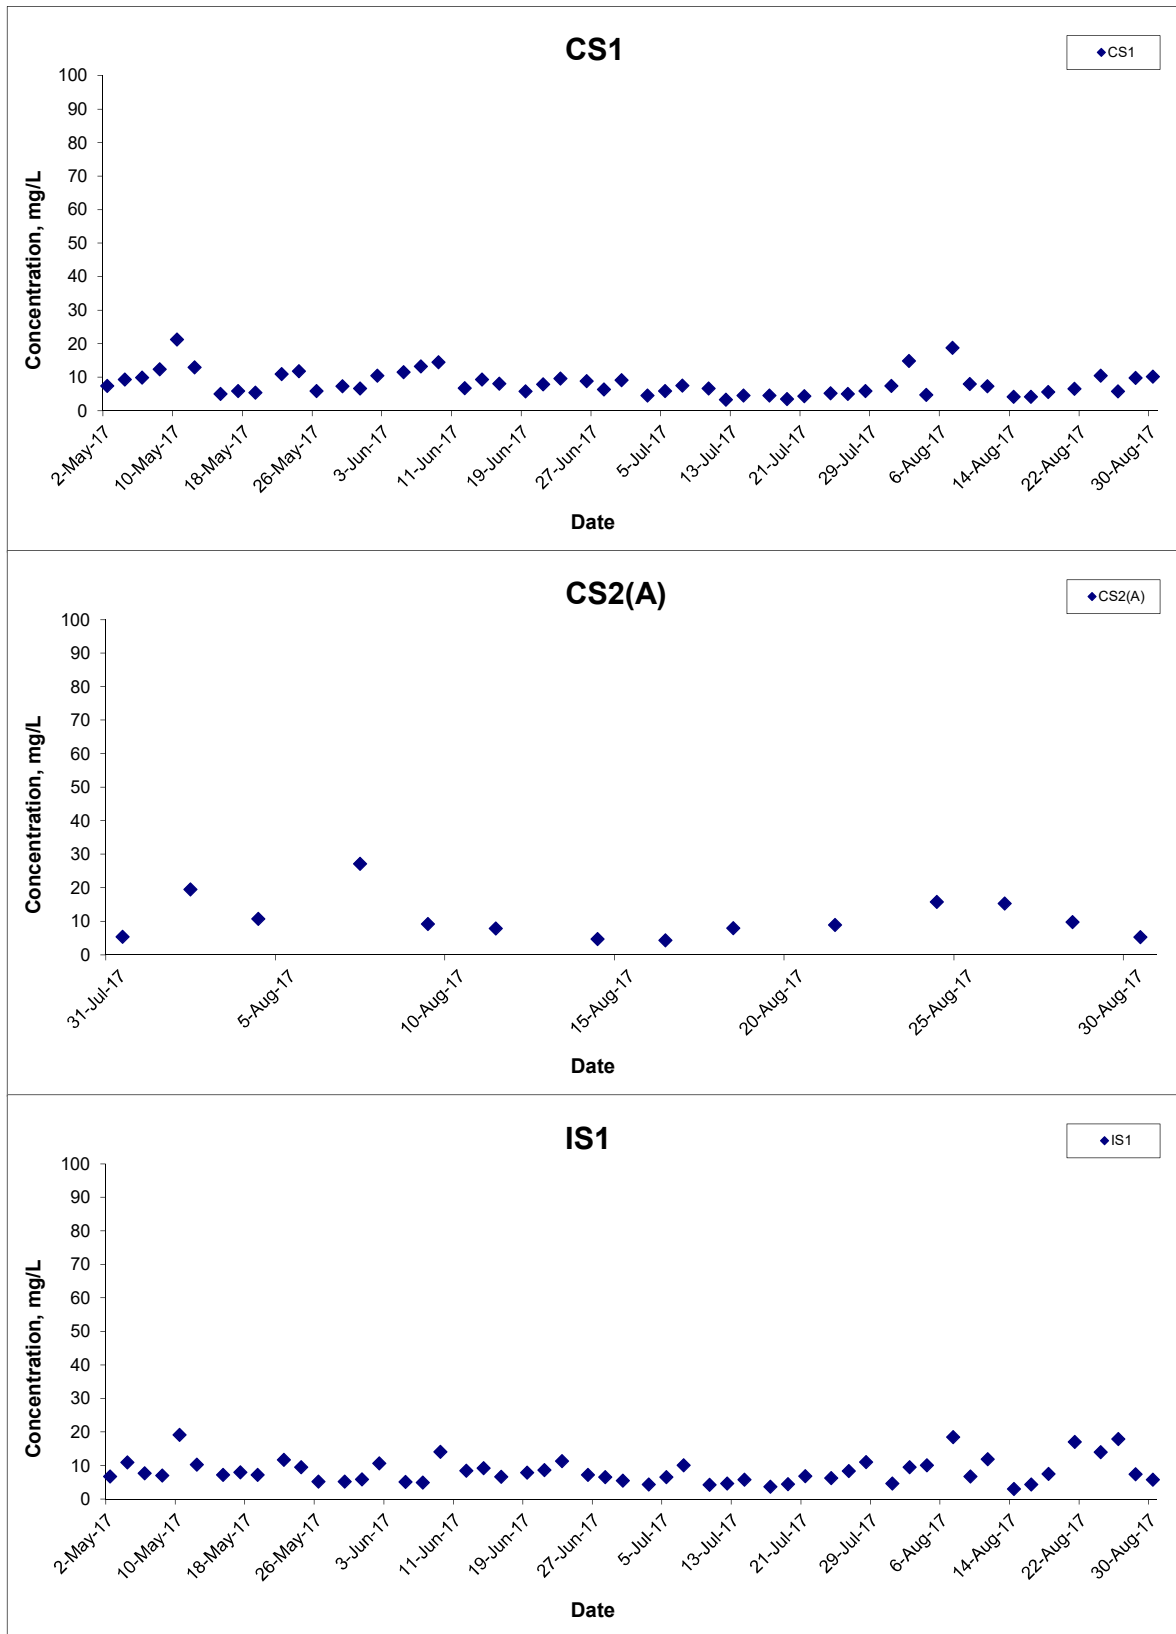 CS1
CS1
100
90
80
70
60
50
40
30
20
10
0
Concentration, mg/L
2-May-17
10-May-17
18-May-17
26-May-17
3-Jun-17
11-Jun-17
19-Jun-17
27-Jun-17
5-Jul-17
13-Jul-17
21-Jul-17
29-Jul-17
6-Aug-17
14-Aug-17
22-Aug-17
30-Aug-17
Date
CS2(A)
CS2(A)
100
90
80
70
60
50
40
30
20
10
0
Concentration, mg/L
31-Jul-17
5-Aug-17
10-Aug-17
15-Aug-17
20-Aug-17
25-Aug-17
30-Aug-17
Date
IS1
IS1
100
90
80
70
60
50
40
30
20
10
0
Concentration, mg/L
2-May-17
10-May-17
18-May-17
26-May-17
3-Jun-17
11-Jun-17
19-Jun-17
27-Jun-17
5-Jul-17
13-Jul-17
21-Jul-17
29-Jul-17
6-Aug-17
14-Aug-17
22-Aug-17
30-Aug-17
Date